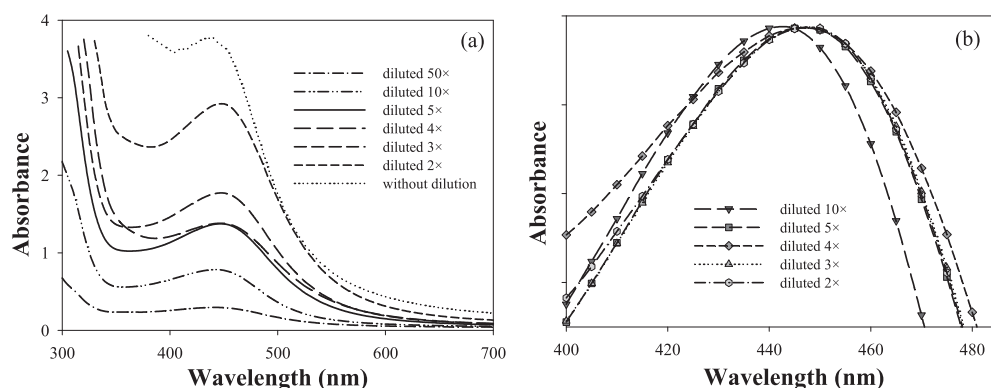 (a)
Absorbance
4
3
2
1
0
300
400
500
600
700
Wavelength (nm)
diluted 50×
diluted 10×
diluted 5×
diluted 4×
diluted 3×
diluted 2×
without dilution
(b)
Absorbance
400
420
440
460
480
Wavelength (nm)
diluted 10×
diluted 5×
diluted 4×
diluted 3×
diluted 2×